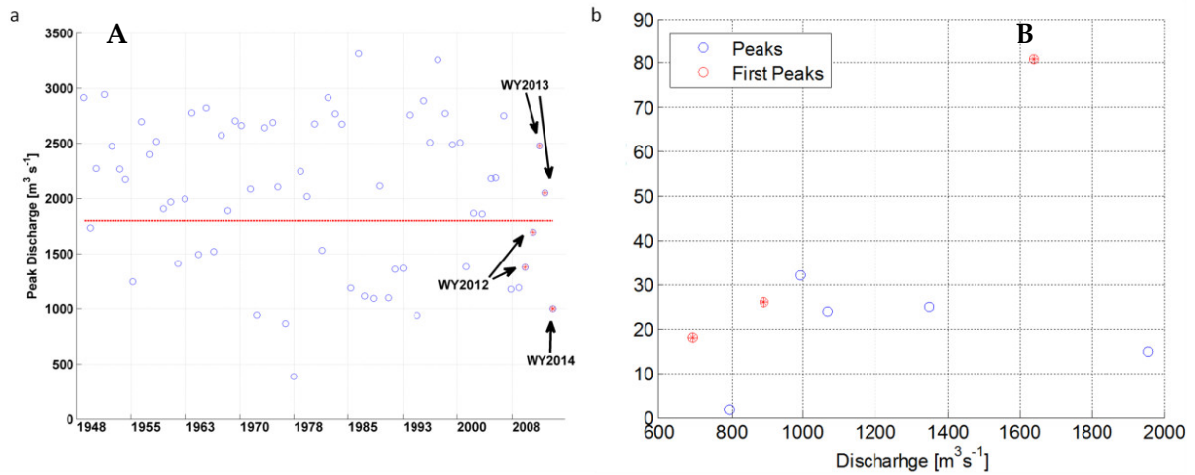 a
A
3500
3000
2500
2000
1500
1000
500
0
Peak Discharge [m³ s⁻¹]
WY2013
WY2012
WY2014
1948 1955 1963 1970 1978 1985 1993 2000 2008
b
B
Peaks
First Peaks
90
80
70
60
50
40
30
20
10
0
600 800 1000 1200 1400 1600 1800 2000
Discharhge [m³s⁻¹]